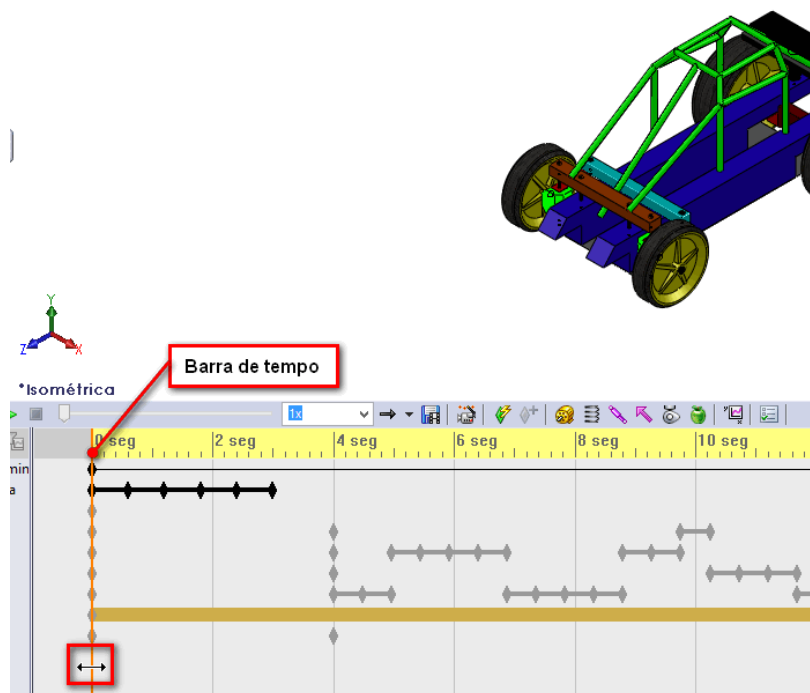 Y
Z
X
Barra de tempo
*Isométrica
1x
0 seg
2 seg
4 seg
6 seg
8 seg
10 seg
min
a